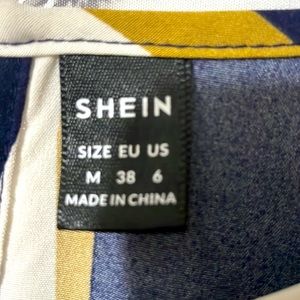 SHEIN
SIZE EU US
M 38 6
MADE IN CHINA